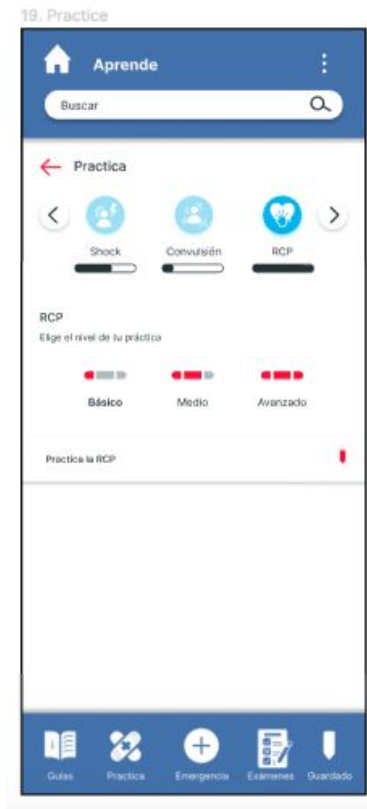 19. Practice
Aprende
Buscar
Practica
Shock Convulsión RCP
RCP
Elige el nivel de tu práctica
Básico Medio Avanzado
Practica la RCP
Guías Practica Emergencia Exámenes Guardado